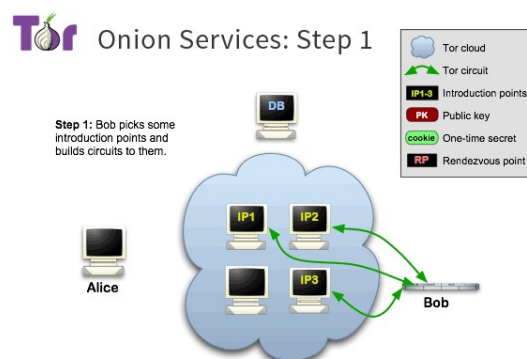 Tor Onion Services: Step 1
Step 1: Bob picks some
introduction points and
builds circuits to them.
DB
Tor cloud
Tor circuit
IP1-3 Introduction points
PK Public key
cookie One-time secret
RP Rendezvous point
IP1 IP2
IP3
Alice
Bob